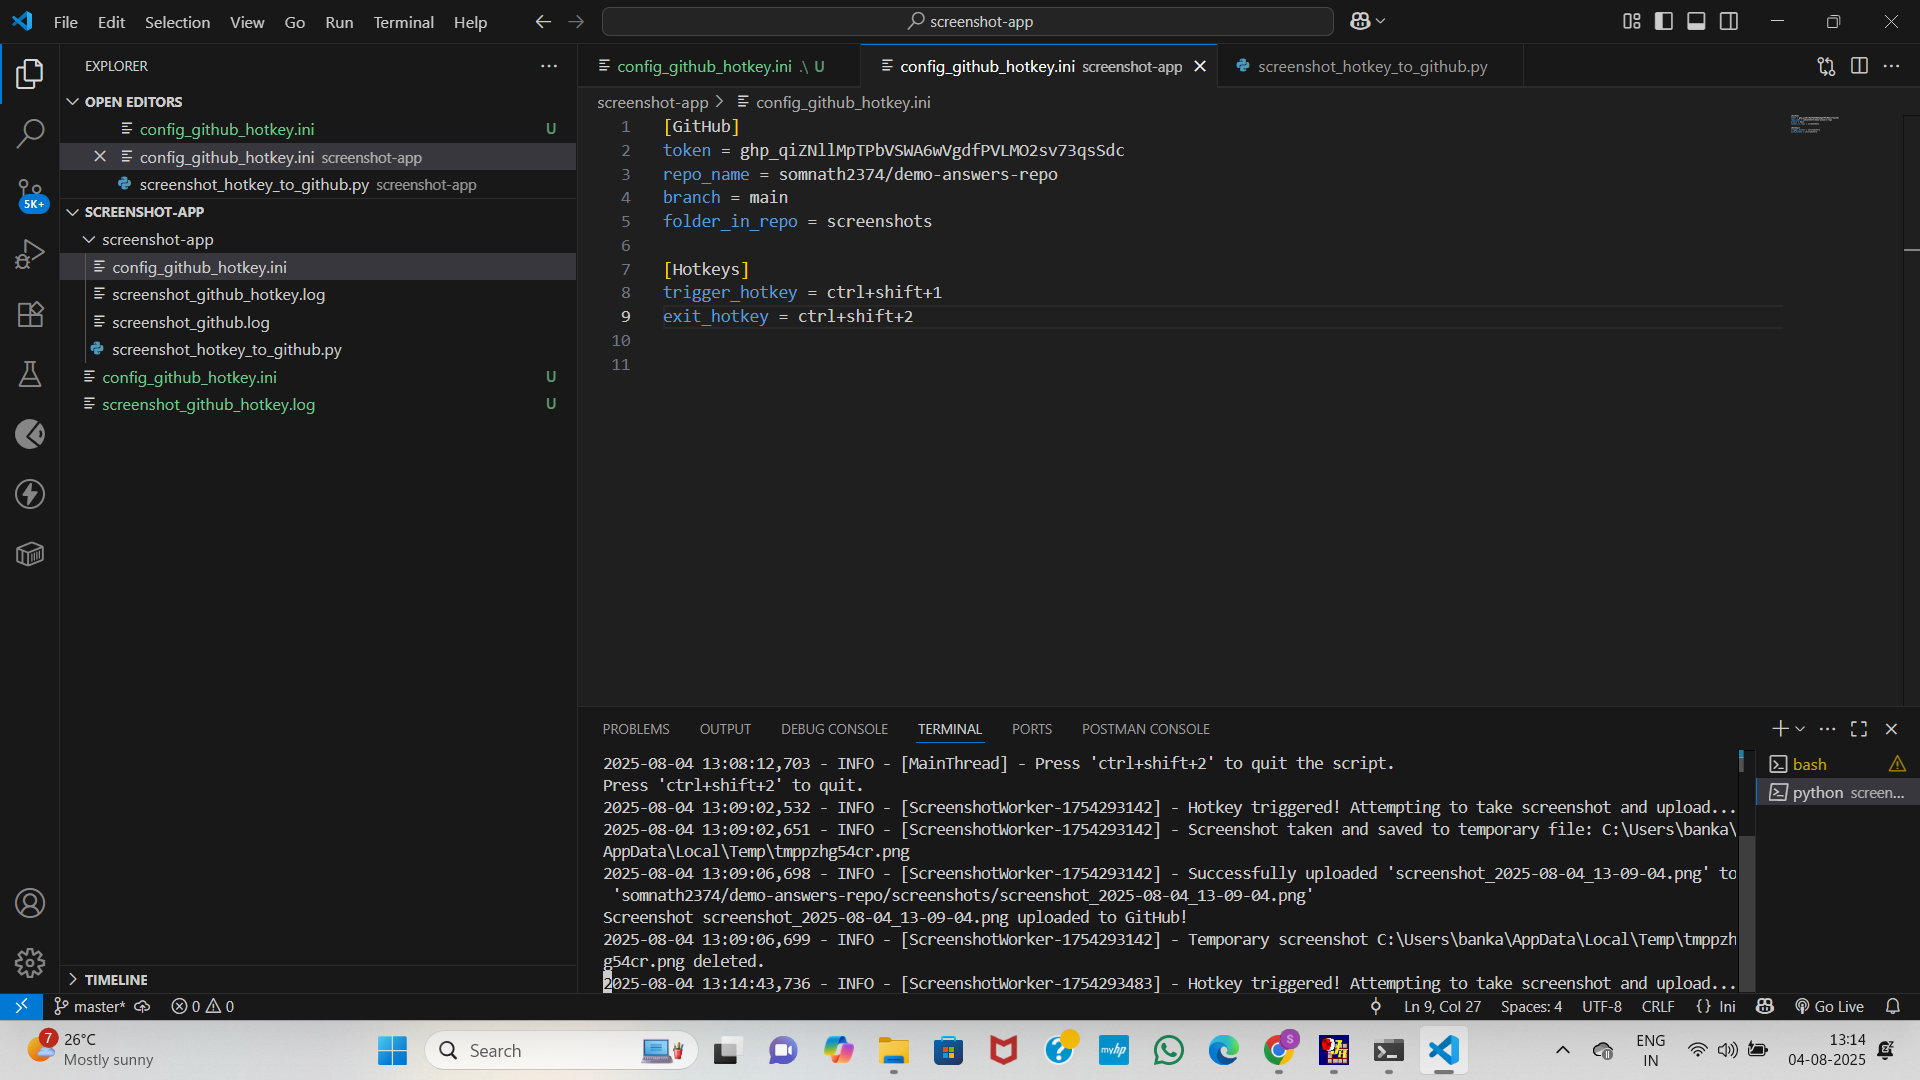 File Edit Selection View Go Run Terminal Help
screenshot-app
EXPLORER
OPEN EDITORS
config_github_hotkey.ini U
config_github_hotkey.ini screenshot-app
screenshot_hotkey_to_github.py screenshot-app
5K+
SCREENSHOT-APP
screenshot-app
config_github_hotkey.ini
screenshot_github_hotkey.log
screenshot_github.log
screenshot_hotkey_to_github.py
config_github_hotkey.ini U
screenshot_github_hotkey.log U
TIMELINE
config_github_hotkey.ini .\ U
config_github_hotkey.ini screenshot-app
screenshot_hotkey_to_github.py
screenshot-app > config_github_hotkey.ini
1 [GitHub]
2 token = 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
3 repo_name = somnath2374/demo-answers-repo
4 branch = main
5 folder_in_repo = screenshots
6
7 [Hotkeys]
8 trigger_hotkey = ctrl+shift+1
9 exit_hotkey = ctrl+shift+2
10
11
PROBLEMS OUTPUT DEBUG CONSOLE TERMINAL PORTS POSTMAN CONSOLE
2025-08-04 13:08:12,703 - INFO - [MainThread] - Press 'ctrl+shift+2' to quit the script.
Press 'ctrl+shift+2' to quit.
2025-08-04 13:09:02,532 - INFO - [ScreenshotWorker-1754293142] - Hotkey triggered! Attempting to take screenshot and upload...
2025-08-04 13:09:02,651 - INFO - [ScreenshotWorker-1754293142] - Screenshot taken and saved to temporary file: C:\Users\banka\
AppData\Local\Temp\tmppzhg54cr.png
2025-08-04 13:09:06,698 - INFO - [ScreenshotWorker-1754293142] - Successfully uploaded 'screenshot_2025-08-04_13-09-04.png' to
'somnath2374/demo-answers-repo/screenshots/screenshot_2025-08-04_13-09-04.png'
Screenshot screenshot_2025-08-04_13-09-04.png uploaded to GitHub!
2025-08-04 13:09:06,699 - INFO - [ScreenshotWorker-1754293142] - Temporary screenshot C:\Users\banka\AppData\Local\Temp\tmppzh
g54cr.png deleted.
2025-08-04 13:14:43,736 - INFO - [ScreenshotWorker-1754293483] - Hotkey triggered! Attempting to take screenshot and upload...
bash
python screen...
master* 0 0
Ln 9, Col 27 Spaces: 4 UTF-8 CRLF {} Ini Go Live
7
26°C
Mostly sunny
Search
myhp
S
ENG
IN
13:14
04-08-2025